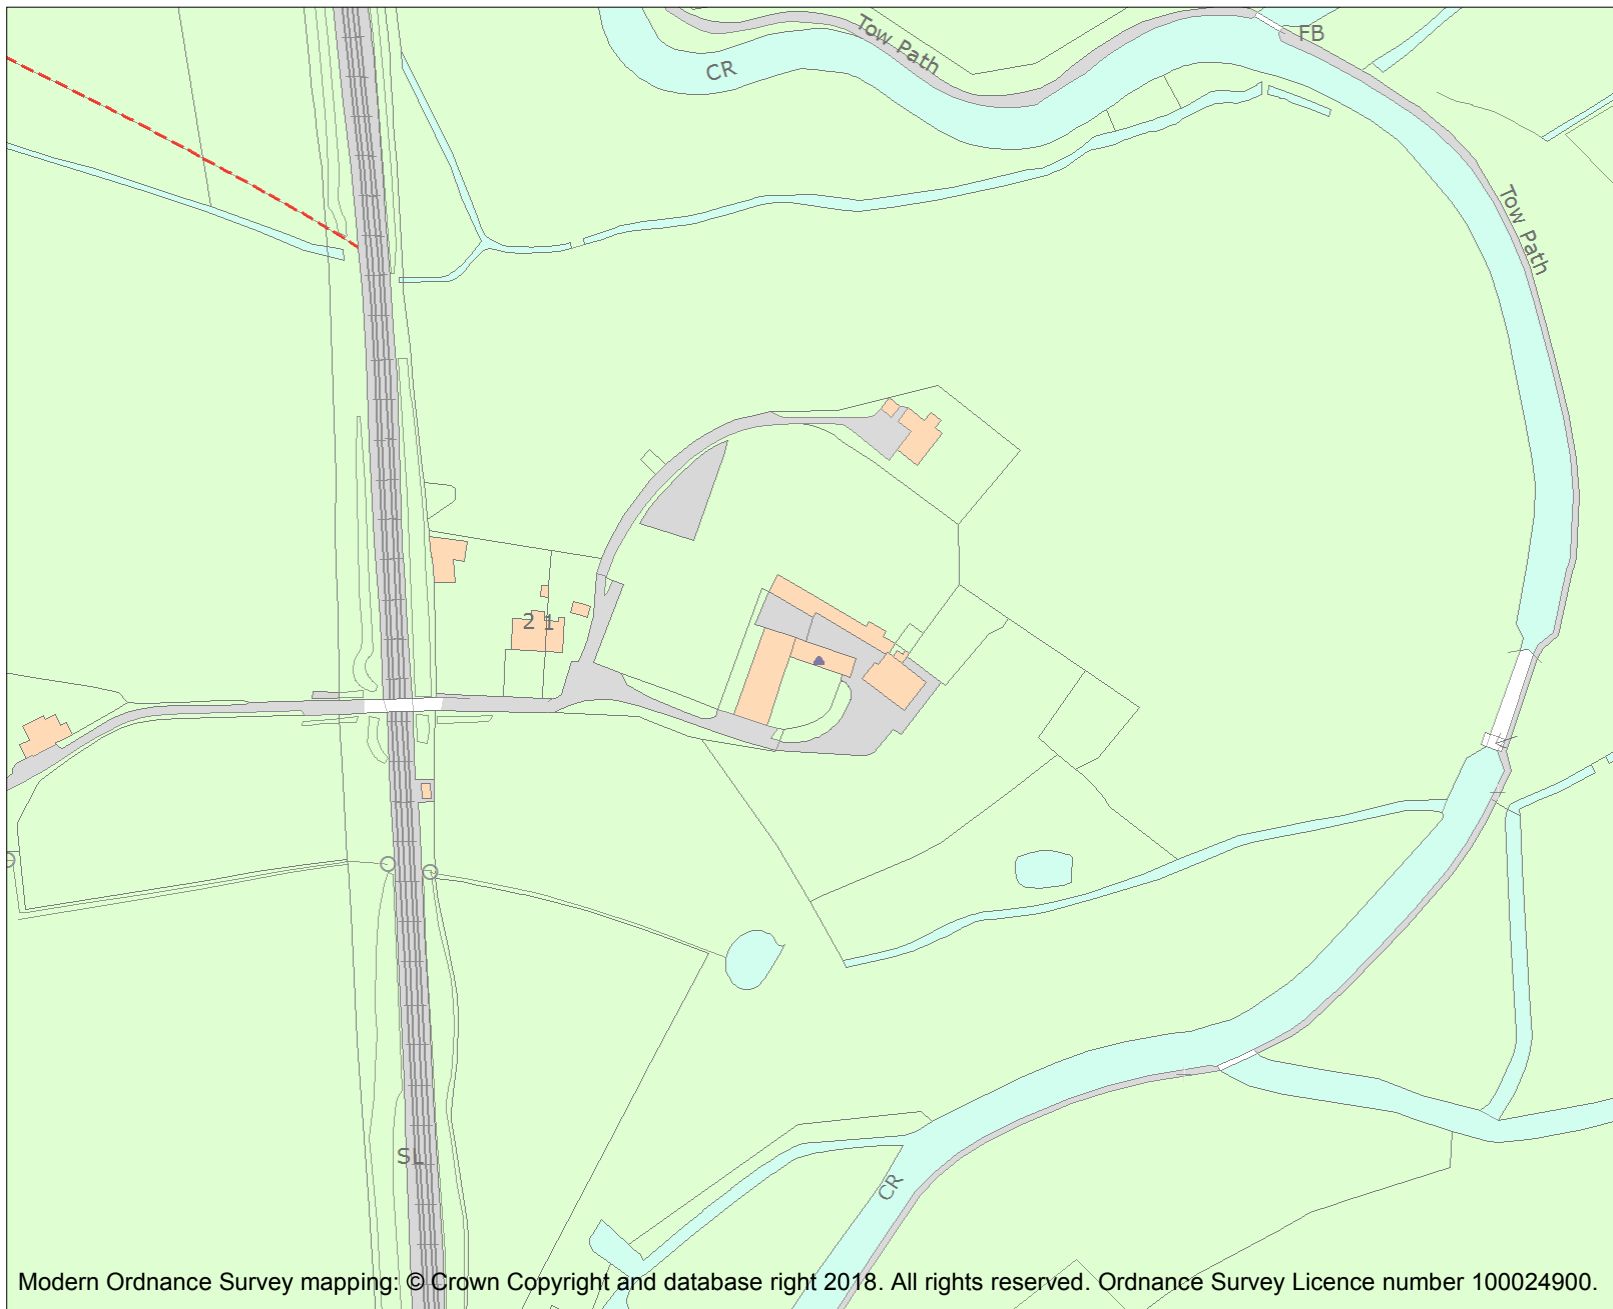 Tow Path
FB
CR
Tow Path
2 1
SL
CR
Modern Ordnance Survey mapping: © Crown Copyright and database right 2018. All rights reserved. Ordnance Survey Licence number 100024900.